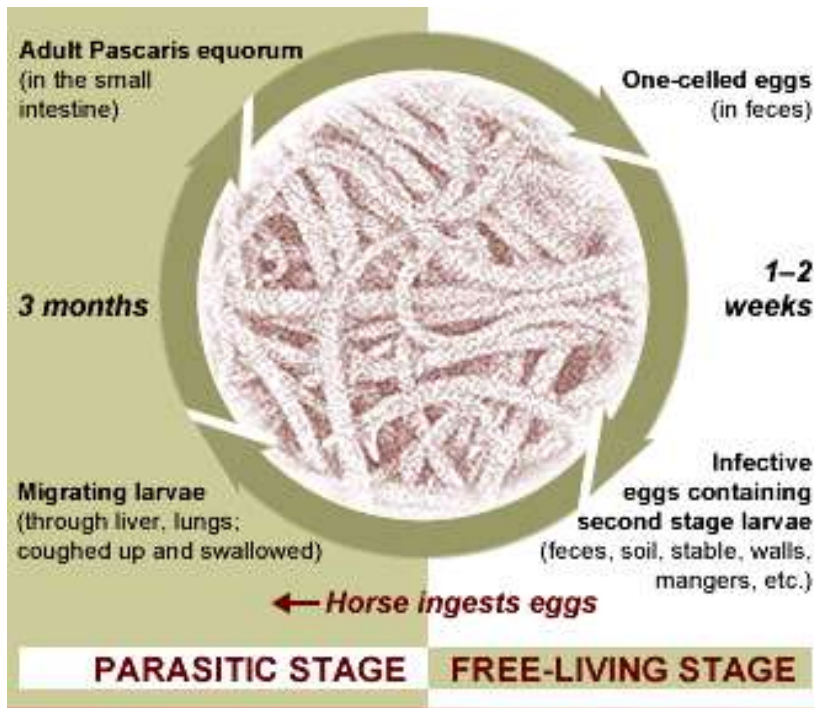 Adult Pascaris equorum
(in the small
intestine)
One-celled eggs
(in feces)
3 months
1–2
weeks
Migrating larvae
(through liver, lungs;
coughed up and swallowed)
Infective
eggs containing
second stage larvae
(feces, soil, stable, walls,
mangers, etc.)
Horse ingests eggs
PARASITIC STAGE
FREE-LIVING STAGE